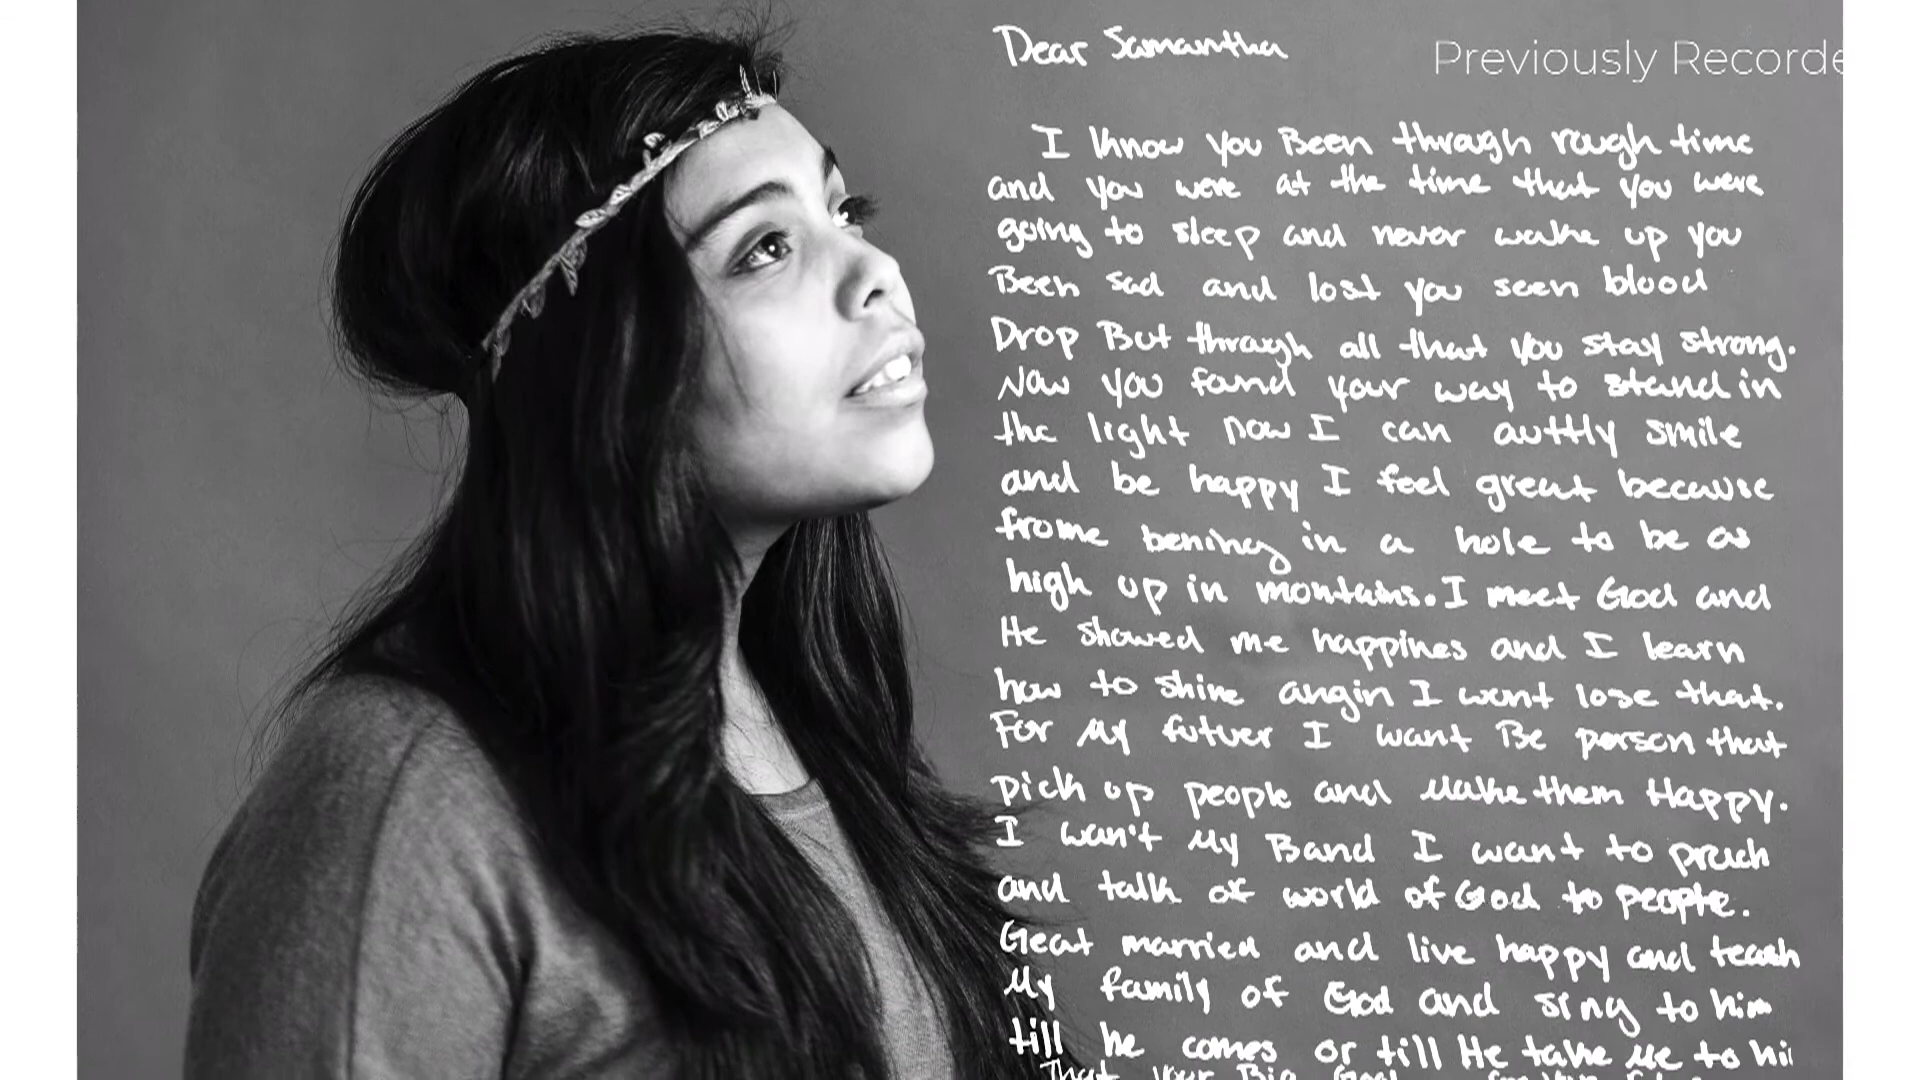 Dear Samantha
Previously Recorde
I know you Been through rough time
and you were at the time that you were
going to sleep and never wake up you
Been sad and lost you seen blood
Drop But through all that you stay strong.
Now you found your way to stand in
the light now I can auttly smile
and be happy I feel great because
frome bening in a hole to be as
high up in montains. I meet God and
He showed me happines and I learn
how to shine angin I wont lose that.
For My futuer I want Be person that
pick up people and Make them Happy.
I wan't My Band I want to preach
and talk of world of God to people.
Geat married and live happy and teach
My family of God and sing to him
till he comes or till He take Me to hi
That your Big Goal